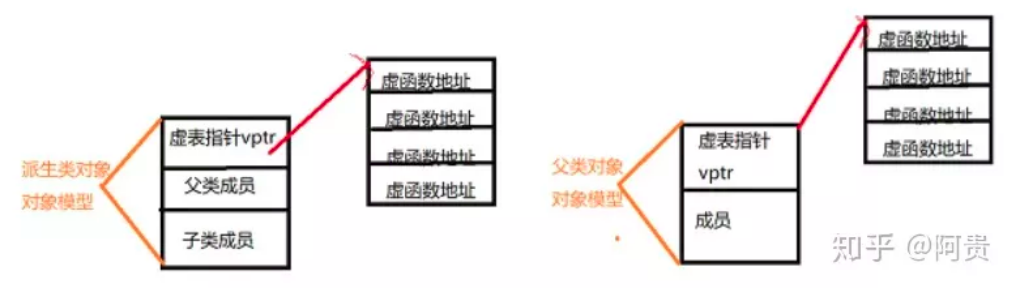 派生类对象
对象模型
虚表指针vptr
父类成员
子类成员
虚函数地址
虚函数地址
虚函数地址
虚函数地址
父类对象
对象模型
虚表指针
vptr
成员
虚函数地址
虚函数地址
虚函数地址
虚函数地址
知乎 @阿贵